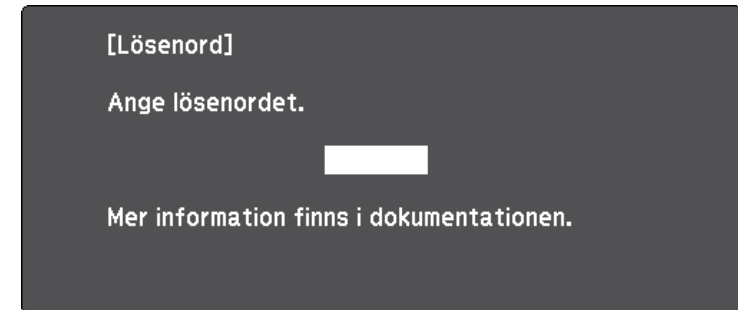 [Lösenord]
Ange lösenordet.
Mer information finns i dokumentationen.